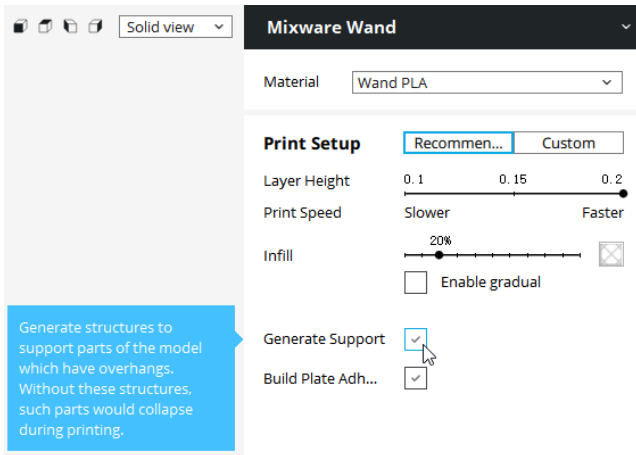 Solid view
Mixware Wand
Material Wand PLA
Print Setup Recommen... Custom
Layer Height 0.1 0.15 0.2
Print Speed Slower Faster
Infill 20%
Enable gradual
Generate structures to
support parts of the model
which have overhangs.
Without these structures,
such parts would collapse
during printing.
Generate Support
Build Plate Adh...